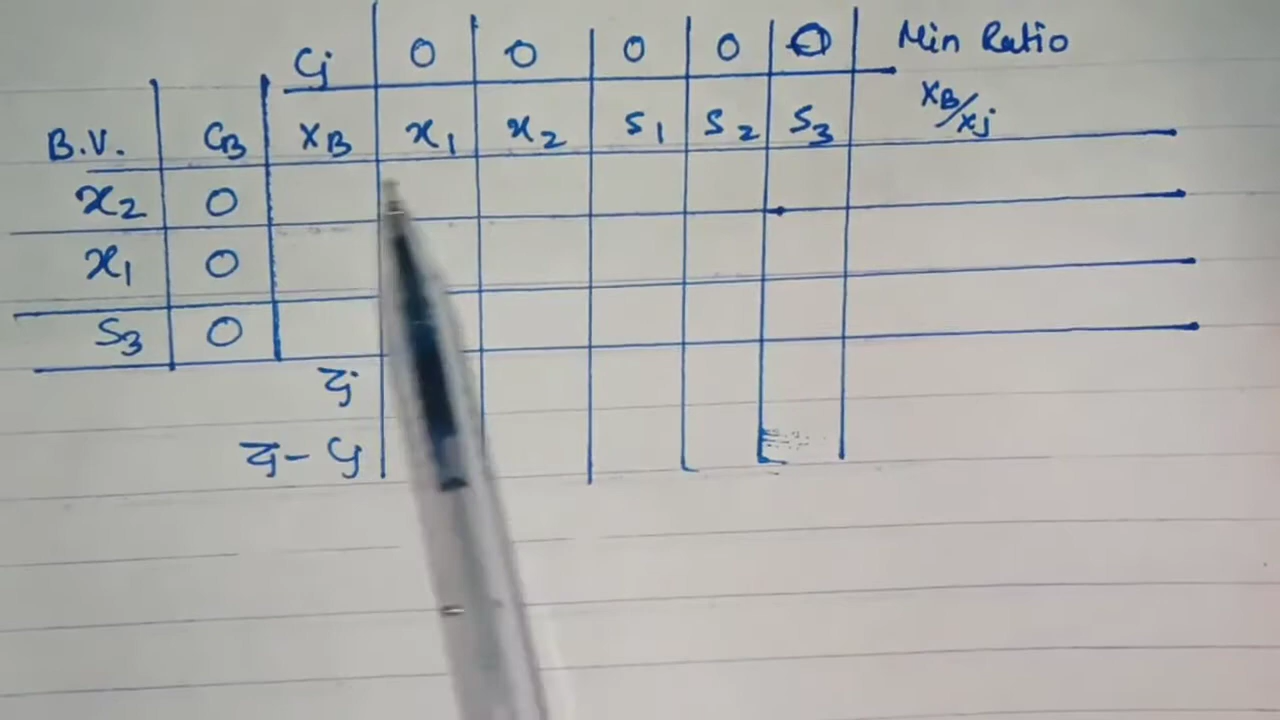 Cj 0 0 0 0 0 Min Ratio
B.V. CB XB x1 x2 S1 S2 S3 XB/xj
x2 0
x1 0
S3 0
Zj
Zj - Cj